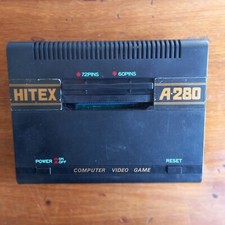 72PINS 60PINS
HITEX A-280
POWER ON OFF RESET
COMPUTER VIDEO GAME